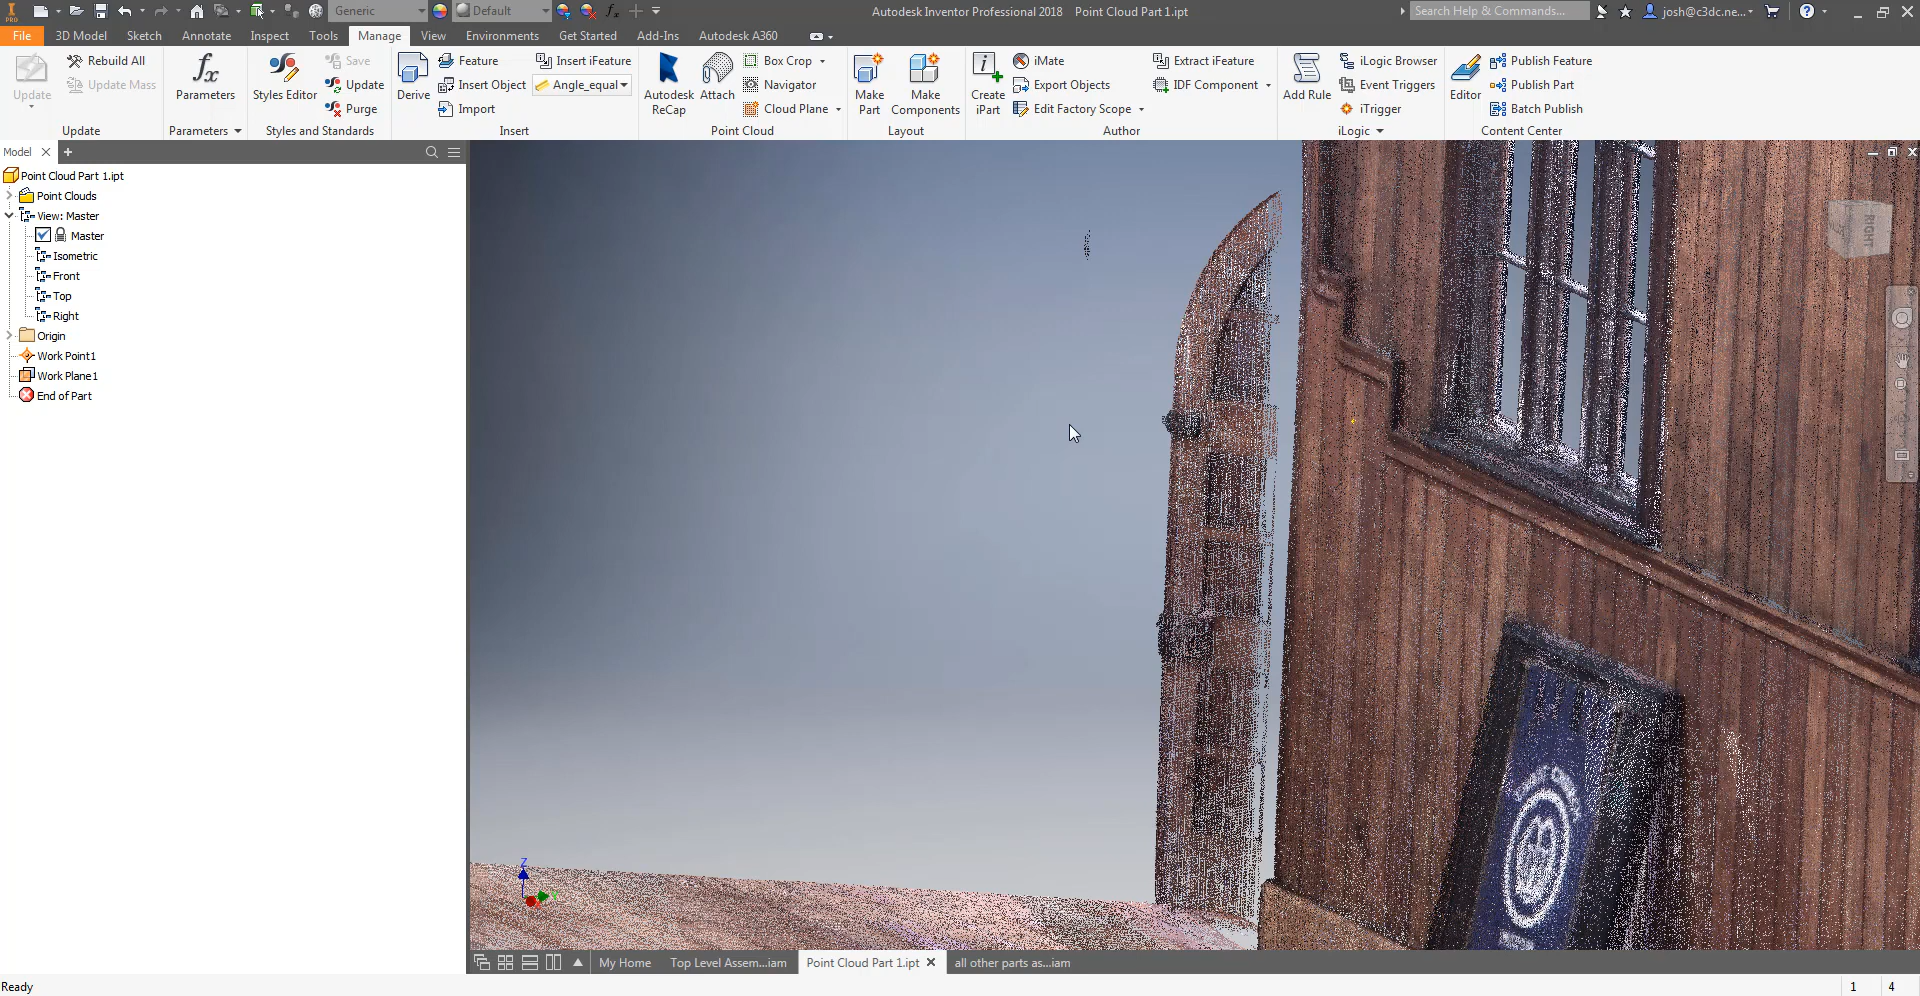 Generic
Default
Autodesk Inventor Professional 2018 Point Cloud Part 1.ipt
Search Help & Commands...
josh@c3dc.ne...
PRO
File 3D Model Sketch Annotate Inspect Tools Manage View Environments Get Started Add-Ins Autodesk A360
Update
Rebuild All
Update Mass
Update
fx
Parameters
Parameters
Styles Editor
Save
Update
Purge
Styles and Standards
Derive
Feature
Insert Object
Import
Insert iFeature
Angle_equal
Insert
Autodesk
ReCap
Attach
Box Crop
Navigator
Cloud Plane
Point Cloud
Make
Part
Make
Components
Layout
Create
iPart
iMate
Export Objects
Edit Factory Scope
Extract iFeature
IDF Component
Author
Add Rule
iLogic Browser
Event Triggers
iTrigger
iLogic
Editor
Publish Feature
Publish Part
Batch Publish
Content Center
Model
Point Cloud Part 1.ipt
Point Clouds
View: Master
Master
Isometric
Front
Top
Right
Origin
Work Point1
Work Plane1
End of Part
RIGHT
Z
Y
My Home Top Level Assem...iam Point Cloud Part 1.ipt all other parts as...iam
Ready
1 4